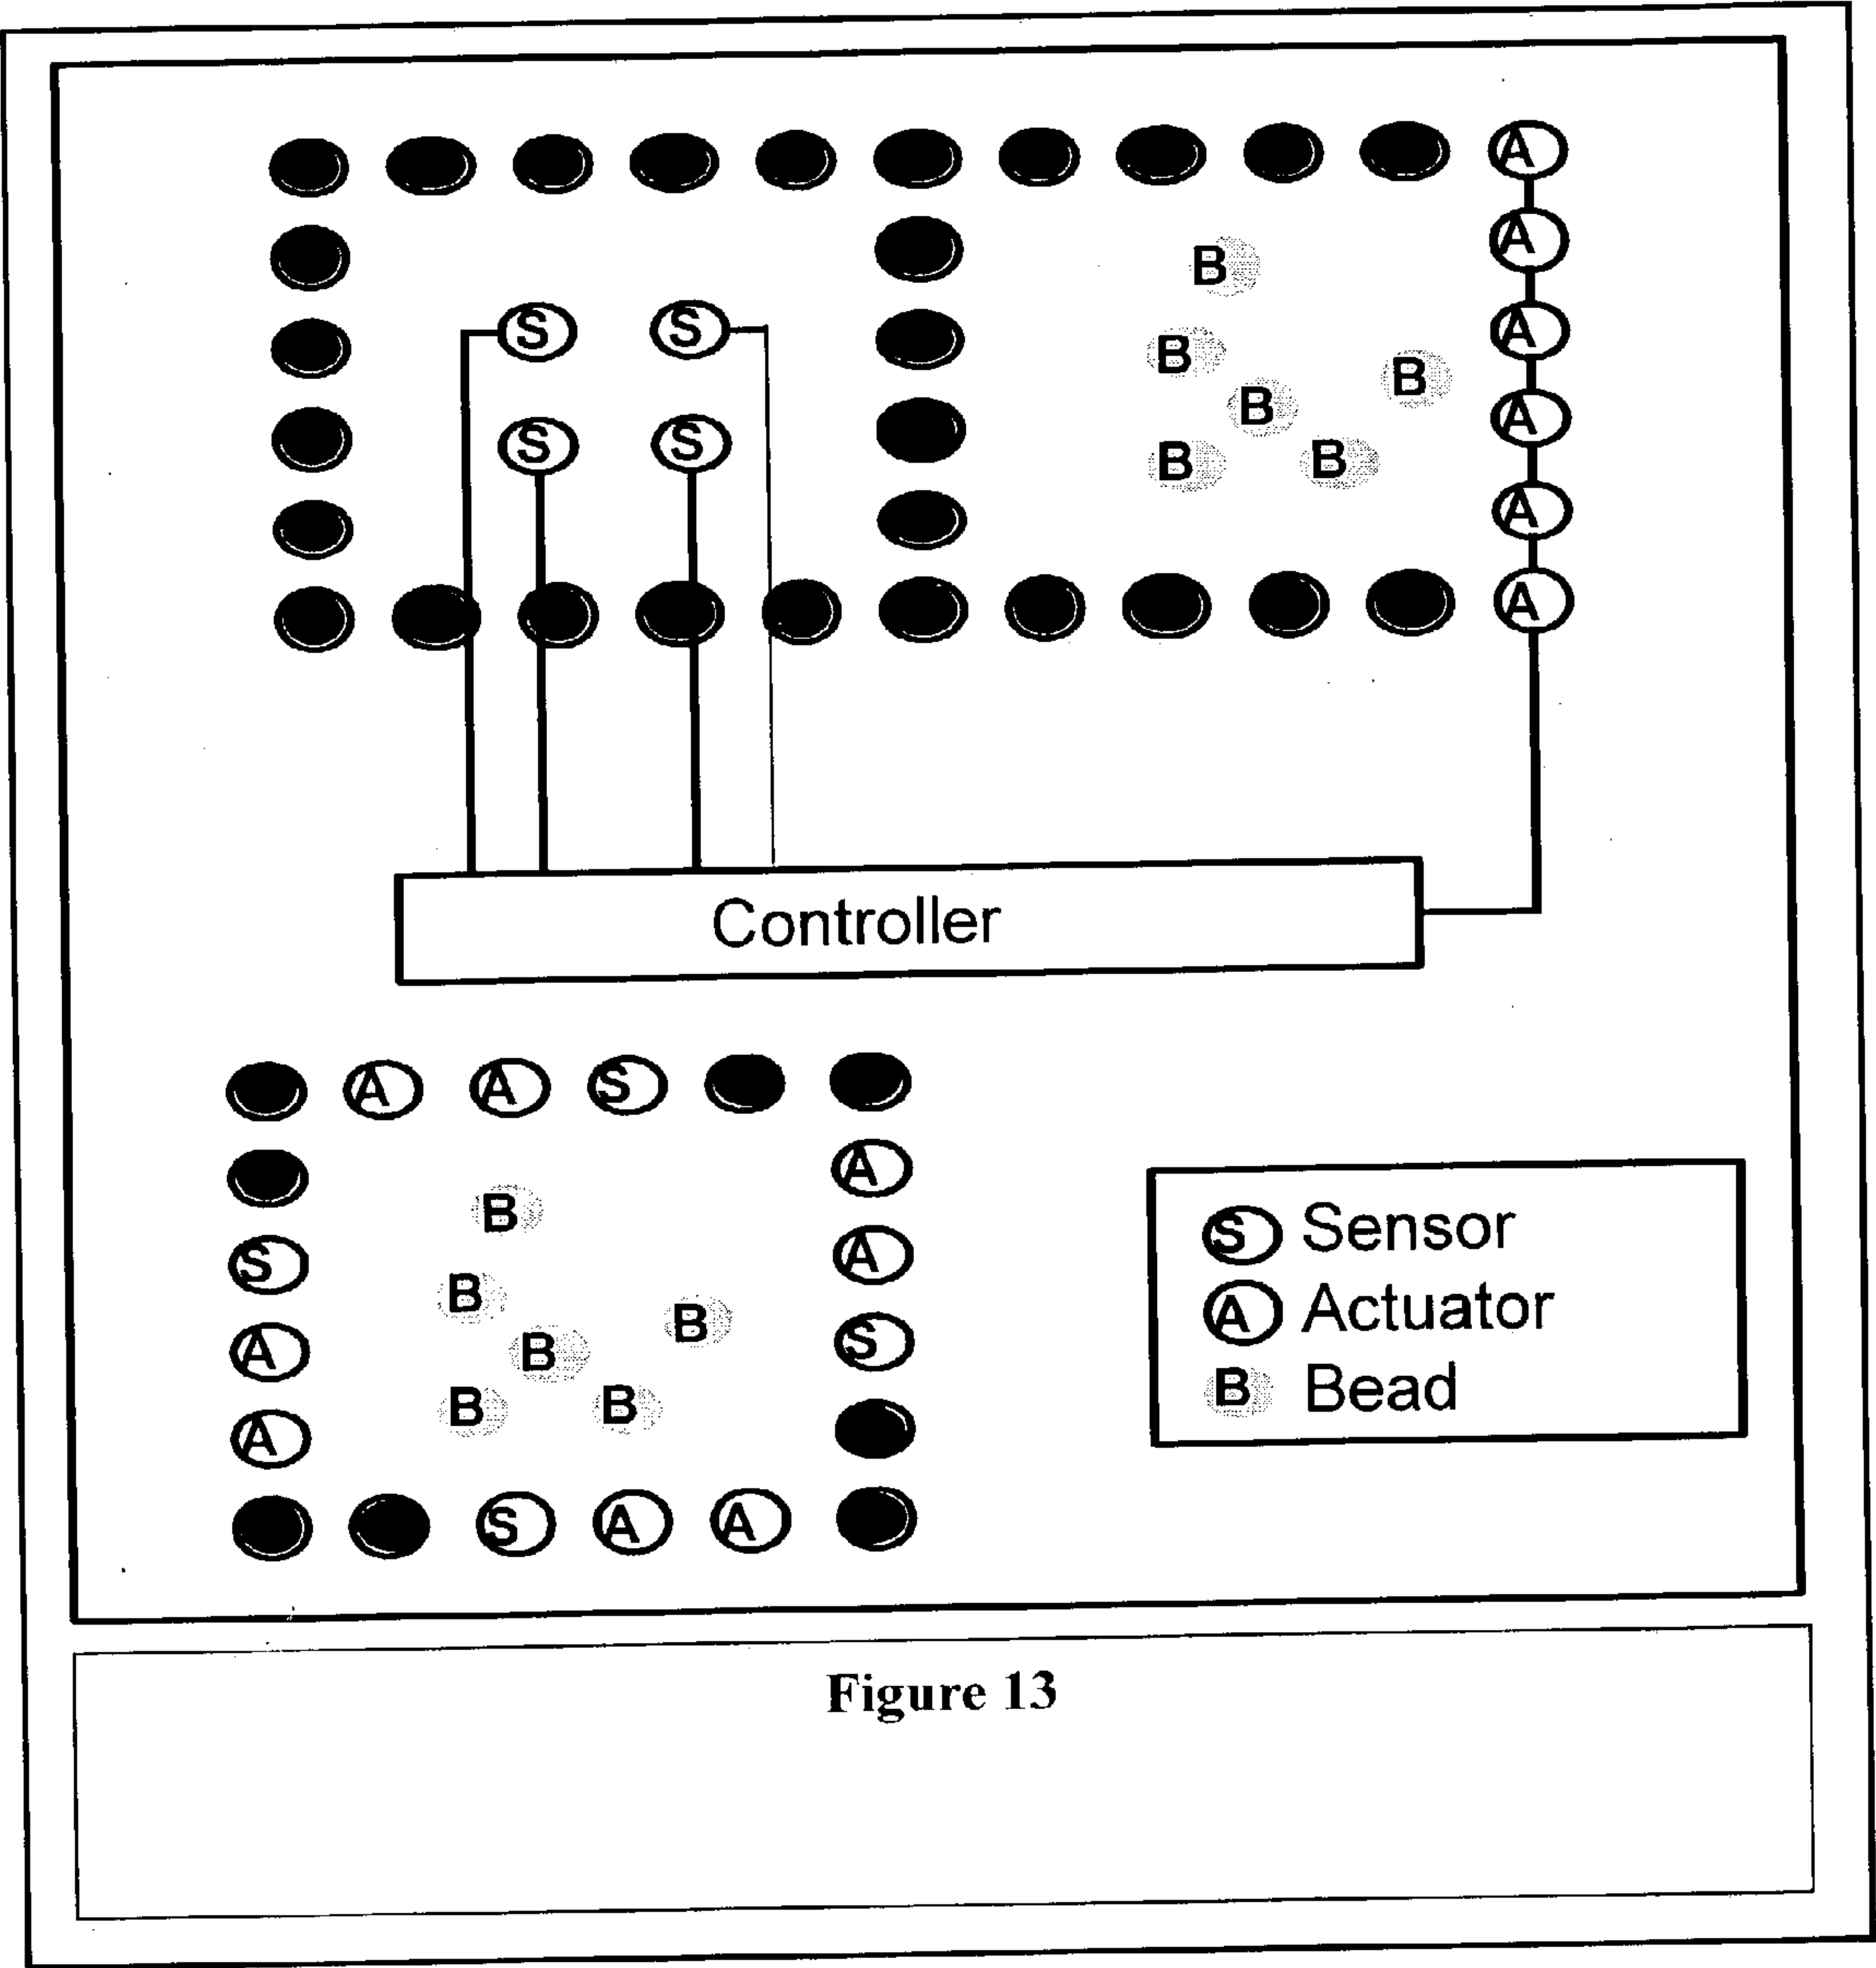 A
A
B
S S A
B B
B A
S S B B
A
A
Controller
A A S
A
B
S A
B B
A B S
B B
A
S A A
S Sensor
A Actuator
B Bead
Figure 13